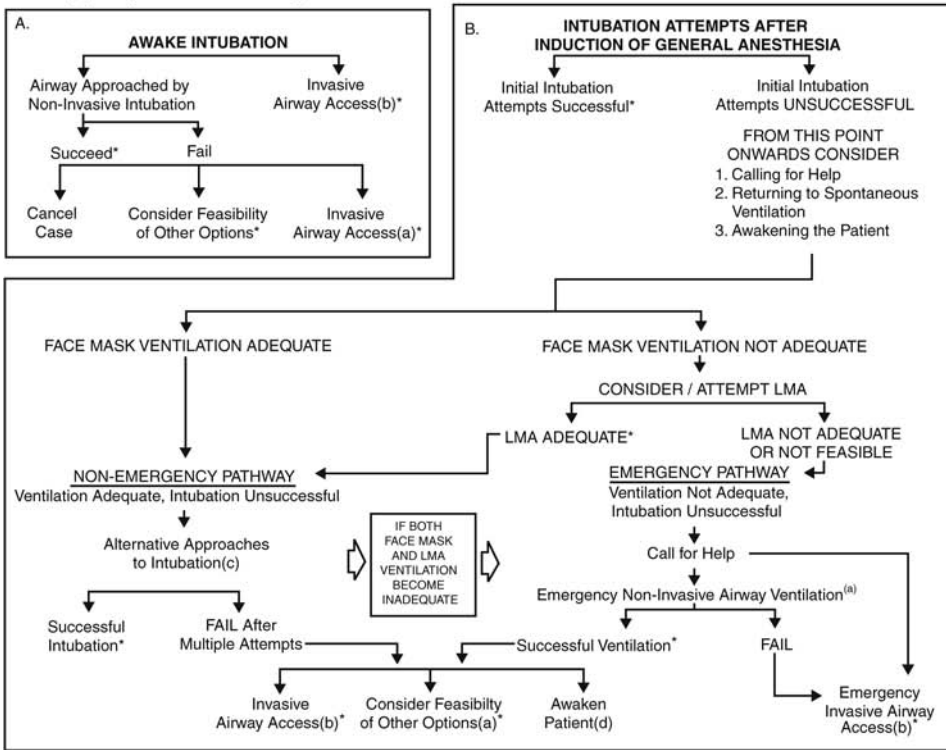 A.
AWAKE INTUBATION
Airway Approached by
Non-Invasive Intubation
Invasive
Airway Access(b)*
Succeed*
Fail
Cancel
Case
Consider Feasibility
of Other Options*
Invasive
Airway Access(a)*
B.
INTUBATION ATTEMPTS AFTER
INDUCTION OF GENERAL ANESTHESIA
Initial Intubation
Attempts Successful*
Initial Intubation
Attempts UNSUCCESSFUL
FROM THIS POINT
ONWARDS CONSIDER
1. Calling for Help
2. Returning to Spontaneous
Ventilation
3. Awakening the Patient
FACE MASK VENTILATION ADEQUATE
FACE MASK VENTILATION NOT ADEQUATE
CONSIDER / ATTEMPT LMA
LMA ADEQUATE*
LMA NOT ADEQUATE
OR NOT FEASIBLE
NON-EMERGENCY PATHWAY
Ventilation Adequate, Intubation Unsuccessful
EMERGENCY PATHWAY
Ventilation Not Adequate,
Intubation Unsuccessful
Alternative Approaches
to Intubation(c)
IF BOTH
FACE MASK
AND LMA
VENTILATION
BECOME
INADEQUATE
Call for Help
Emergency Non-Invasive Airway Ventilation(a)
Successful
Intubation*
FAIL After
Multiple Attempts
Successful Ventilation*
FAIL
Invasive
Airway Access(b)*
Consider Feasibilty
of Other Options(a)*
Awaken
Patient(d)
Emergency
Invasive Airway
Access(b)*